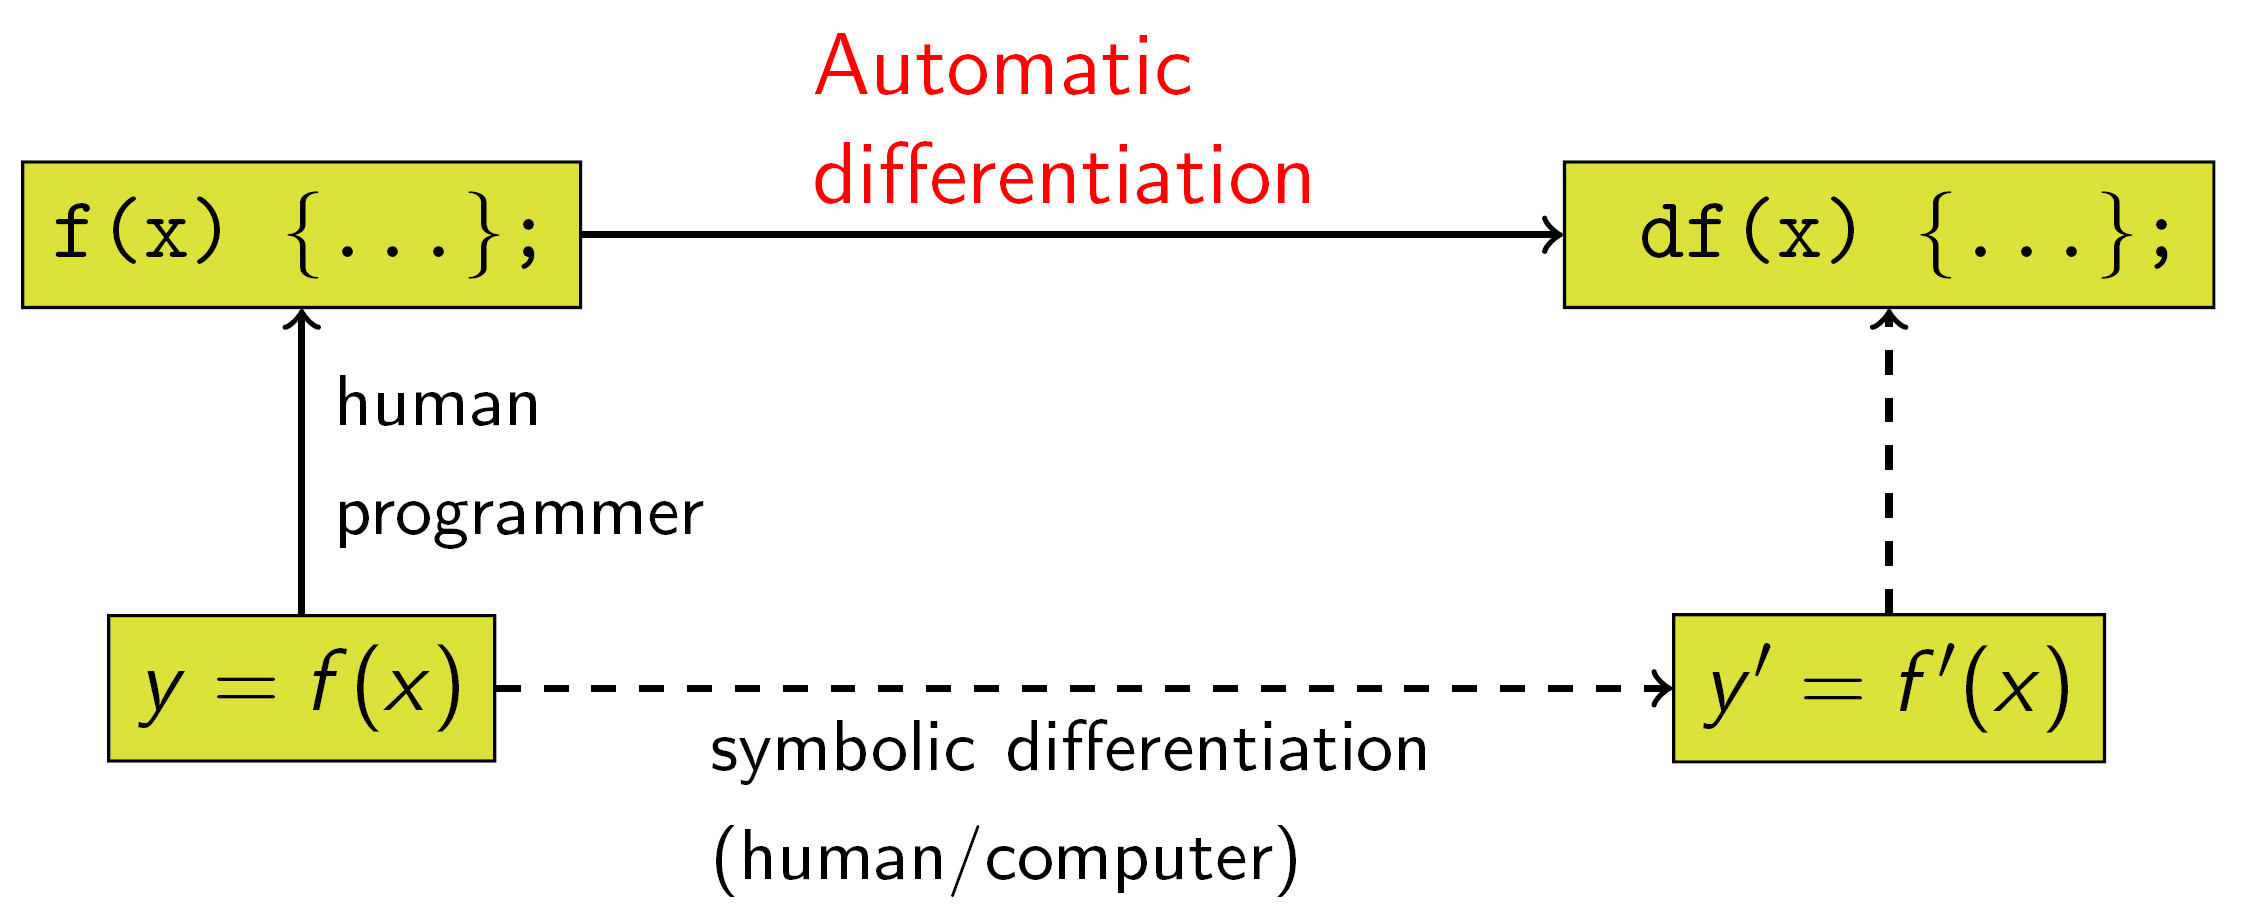 Automatic
differentiation
f(x) {...};
df(x) {...};
human
programmer
y = f(x)
y′ = f′(x)
symbolic differentiation
(human/computer)